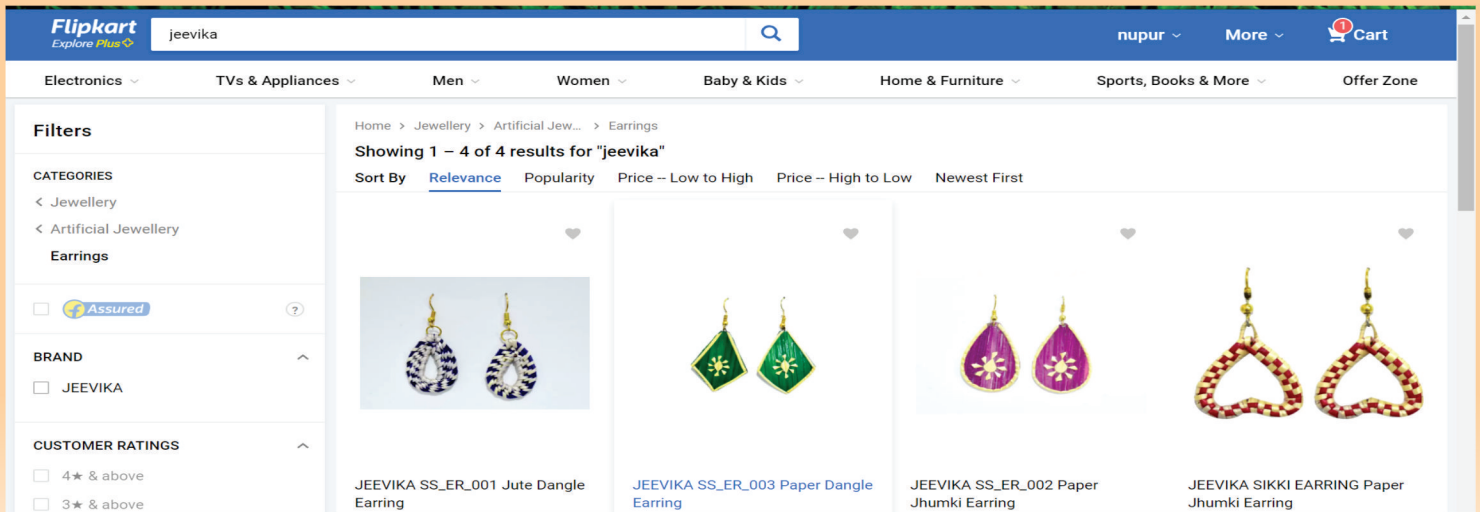 Flipkart
Explore Plus
jeevika
nupur
More
1
Cart
Electronics
TVs & Appliances
Men
Women
Baby & Kids
Home & Furniture
Sports, Books & More
Offer Zone
Filters
CATEGORIES
< Jewellery
< Artificial Jewellery
Earrings
f Assured
?
BRAND
JEEVIKA
CUSTOMER RATINGS
4★ & above
3★ & above
Home > Jewellery > Artificial Jew... > Earrings
Showing 1 – 4 of 4 results for "jeevika"
Sort By Relevance Popularity Price -- Low to High Price -- High to Low Newest First
JEEVIKA SS_ER_001 Jute Dangle
Earring
JEEVIKA SS_ER_003 Paper Dangle
Earring
JEEVIKA SS_ER_002 Paper
Jhumki Earring
JEEVIKA SIKKI EARRING Paper
Jhumki Earring